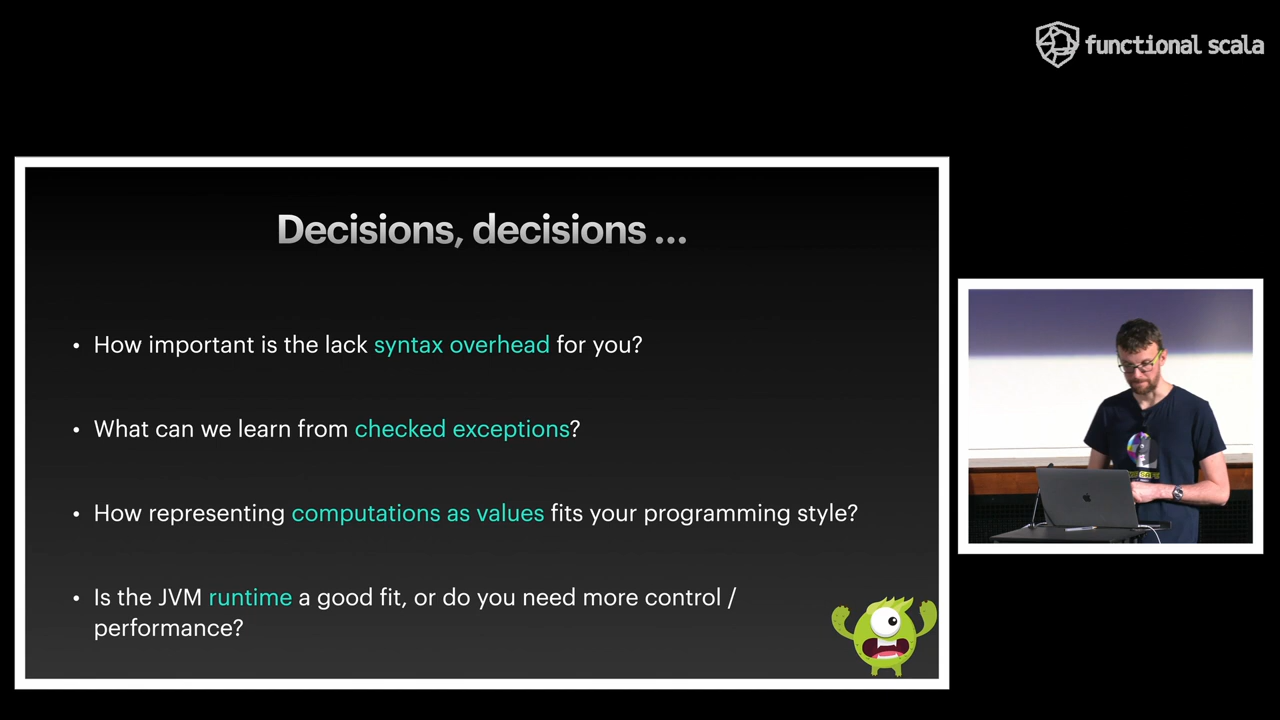 functional scala
Decisions, decisions ...
• How important is the lack syntax overhead for you?
• What can we learn from checked exceptions?
• How representing computations as values fits your programming style?
• Is the JVM runtime a good fit, or do you need more control /
performance?